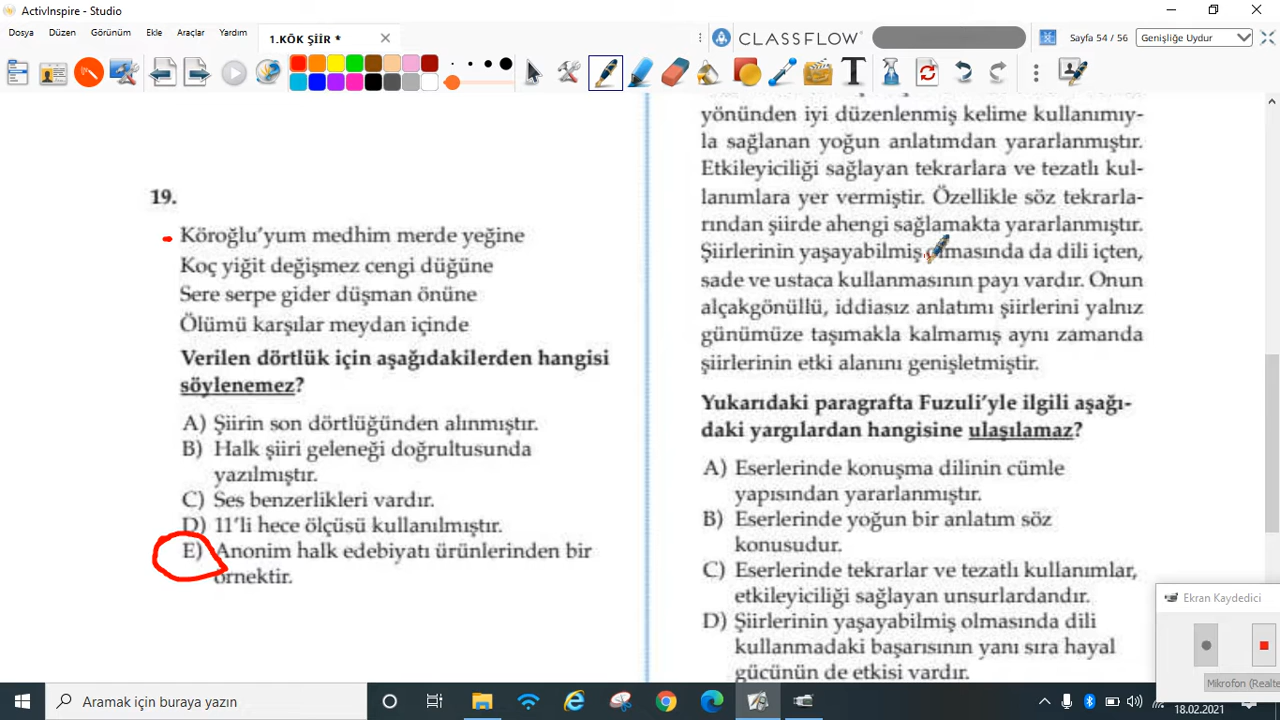 ActivInspire - Studio
Dosya Düzen Görünüm Ekle Araçlar Yardım
1.KÖK ŞİİR *
CLASSFLOW
Sayfa 54 / 56
Genişliğe Uydur
19.
Köroğlu'yum medhim merde yeğine
Koç yiğit değişmez cengi düğüne
Sere serpe gider düşman önüne
Ölümü karşılar meydan içinde
Verilen dörtlük için aşağıdakilerden hangisi
söylenemez?
A) Şiirin son dörtlüğünden alınmıştır.
B) Halk şiiri geleneği doğrultusunda
yazılmıştır.
C) Ses benzerlikleri vardır.
D) 11'li hece ölçüsü kullanılmıştır.
E) Anonim halk edebiyatı ürünlerinden bir
örnektir.
yönünden iyi düzenlenmiş kelime kullanımıy-
la sağlanan yoğun anlatımdan yararlanmıştır.
Etkileyiciliği sağlayan tekrarlara ve tezatlı kul-
lanımlara yer vermiştir. Özellikle söz tekrarla-
rından şiirde ahengi sağlamakta yararlanmıştır.
Şiirlerinin yaşayabilmiş olmasında da dili içten,
sade ve ustaca kullanmasının payı vardır. Onun
alçakgönüllü, iddiasız anlatımı şiirlerini yalnız
günümüze taşımakla kalmamış aynı zamanda
şiirlerinin etki alanını genişletmiştir.
Yukarıdaki paragrafta Fuzuli'yle ilgili aşağı-
daki yargılardan hangisine ulaşılamaz?
A) Eserlerinde konuşma dilinin cümle
yapısından yararlanmıştır.
B) Eserlerinde yoğun bir anlatım söz
konusudur.
C) Eserlerinde tekrarlar ve tezatlı kullanımlar,
etkileyiciliği sağlayan unsurlardandır.
D) Şiirlerinin yaşayabilmiş olmasında dili
kullanmadaki başarısının yanı sıra hayal
gücünün de etkisi vardır.
Ekran Kaydedici
Mikrofon (Realte
Aramak için buraya yazın
18.02.2021